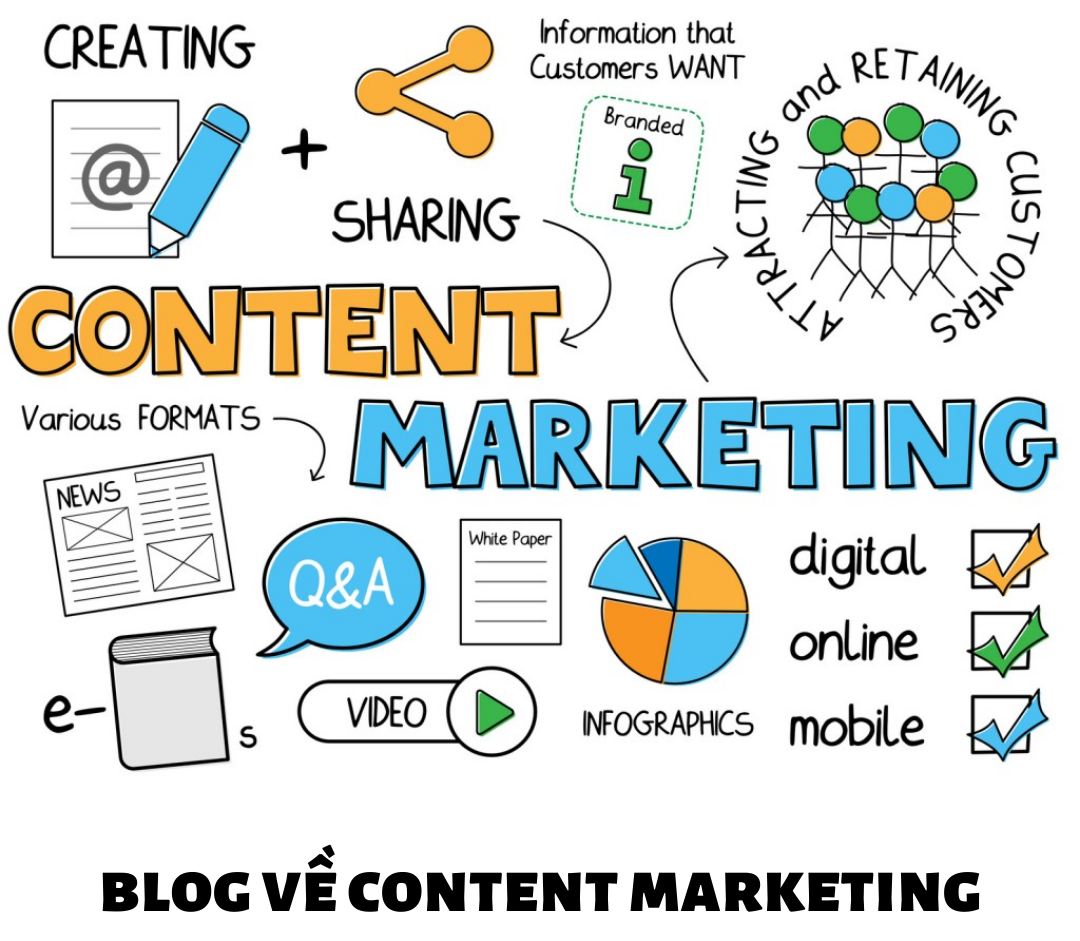 CREATING
@
+
SHARING
Information that
Customers WANT
Branded
i
ATTRACTING and RETAINING CUSTOMERS
CONTENT
MARKETING
Various FORMATS
NEWS
Q&A
White Paper
e-
s
VIDEO
INFOGRAPHICS
digital
online
mobile
BLOG VỀ CONTENT MARKETING